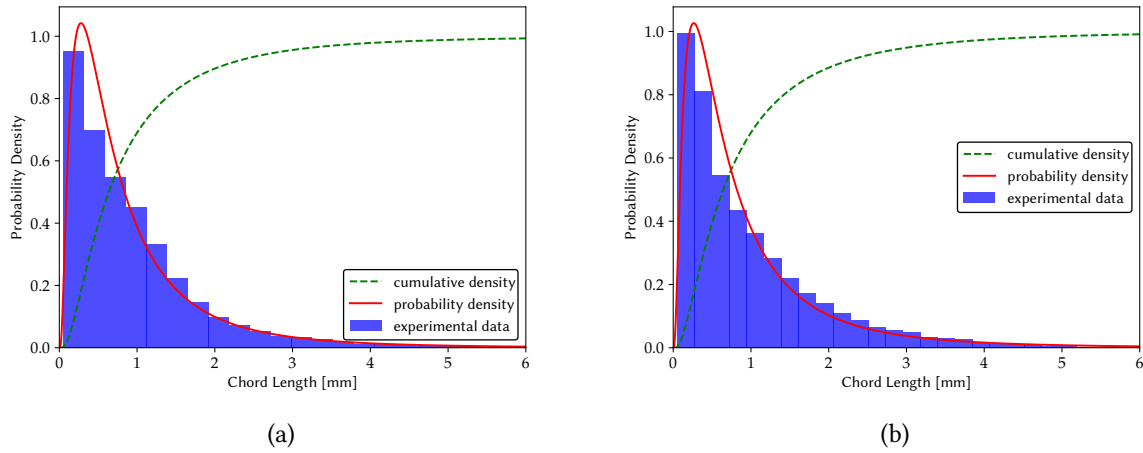 1.0
0.8
0.6
0.4
0.2
0.0
Probability Density
0 1 2 3 4 5 6
Chord Length [mm]
cumulative density
probability density
experimental data
(a)
1.0
0.8
0.6
0.4
0.2
0.0
Probability Density
0 1 2 3 4 5 6
Chord Length [mm]
cumulative density
probability density
experimental data
(b)